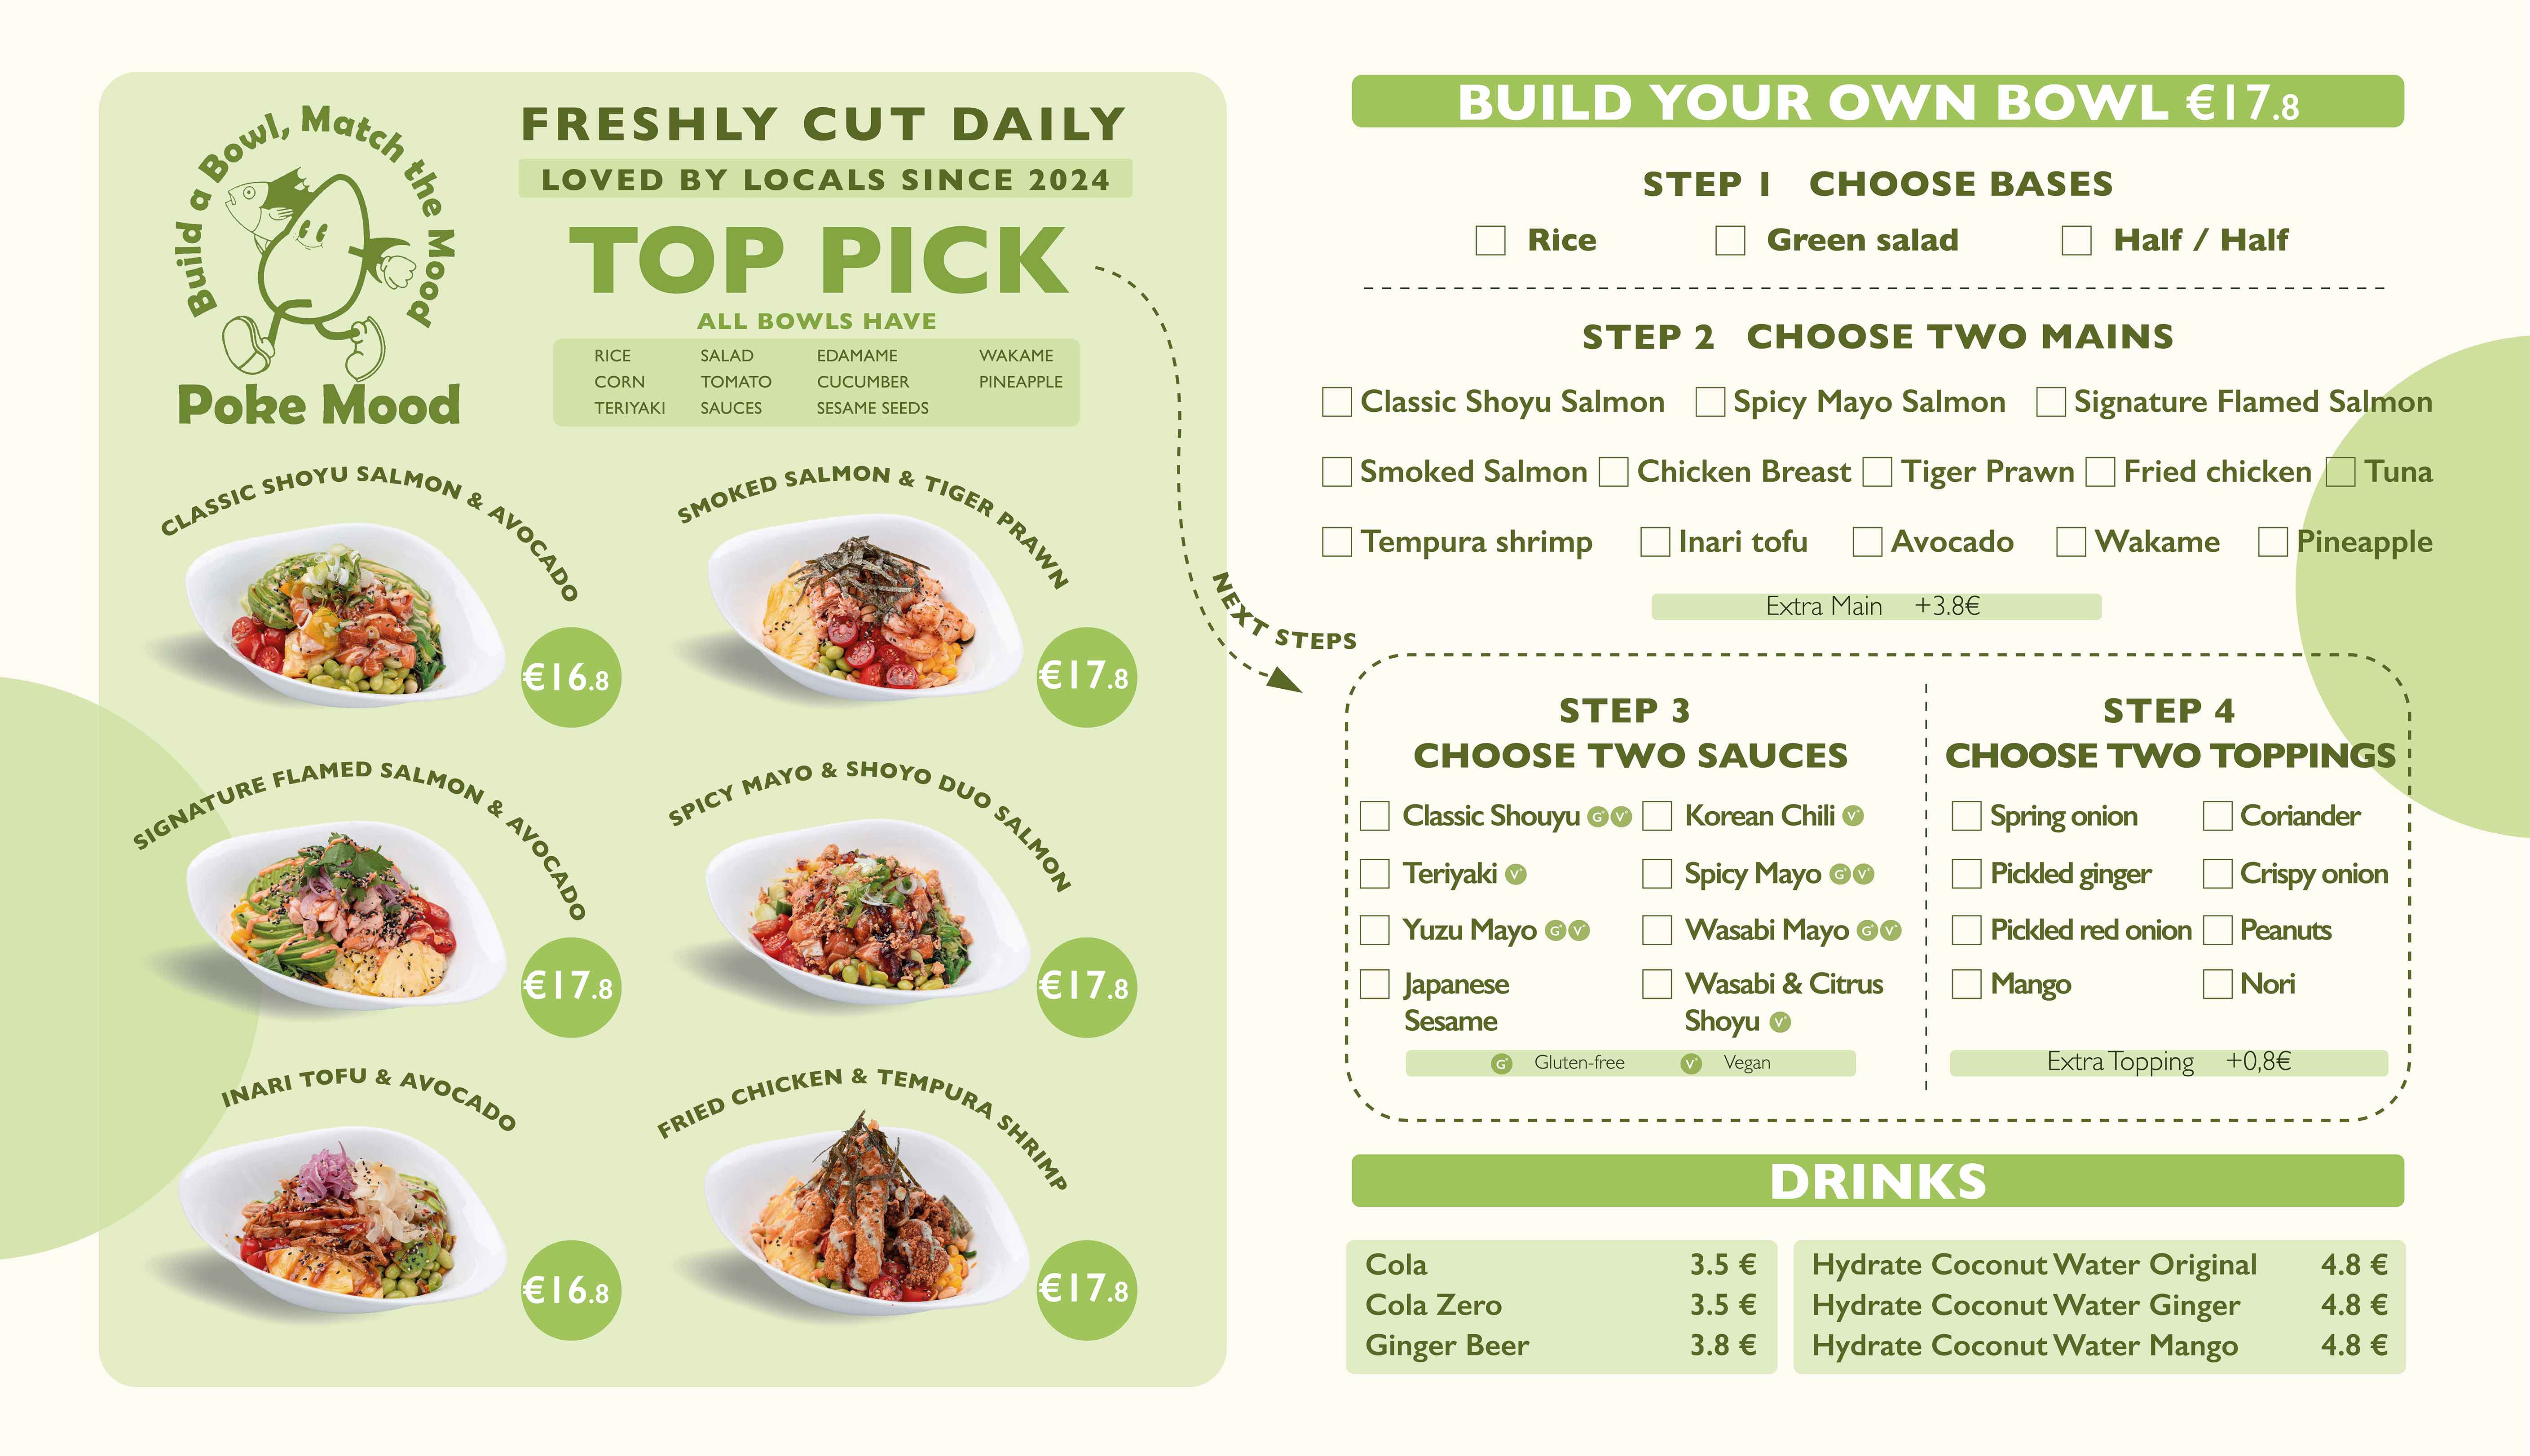 Build a Bowl, Match the Mood
Poke Mood
FRESHLY CUT DAILY
LOVED BY LOCALS SINCE 2024
TOP PICK
ALL BOWLS HAVE
RICE SALAD EDAMAME WAKAME
CORN TOMATO CUCUMBER PINEAPPLE
TERIYAKI SAUCES SESAME SEEDS
CLASSIC SHOYU SALMON & AVOCADO
€16.8
SMOKED SALMON & TIGER PRAWN
€17.8
SIGNATURE FLAMED SALMON & AVOCADO
€17.8
SPICY MAYO & SHOYO DUO SALMON
€17.8
INARI TOFU & AVOCADO
€16.8
FRIED CHICKEN & TEMPURA SHRIMP
€17.8
NEXT STEPS
BUILD YOUR OWN BOWL €17.8
STEP 1 CHOOSE BASES
Rice Green salad Half / Half
STEP 2 CHOOSE TWO MAINS
Classic Shoyu Salmon Spicy Mayo Salmon Signature Flamed Salmon
Smoked Salmon Chicken Breast Tiger Prawn Fried chicken Tuna
Tempura shrimp Inari tofu Avocado Wakame Pineapple
Extra Main +3.8€
STEP 3
CHOOSE TWO SAUCES
Classic Shouyu G V Korean Chili V
Teriyaki V Spicy Mayo G V
Yuzu Mayo G V Wasabi Mayo G V
Japanese Wasabi & Citrus
Sesame Shoyu V
G Gluten-free V Vegan
STEP 4
CHOOSE TWO TOPPINGS
Spring onion Coriander
Pickled ginger Crispy onion
Pickled red onion Peanuts
Mango Nori
Extra Topping +0,8€
DRINKS
Cola 3.5 €
Cola Zero 3.5 €
Ginger Beer 3.8 €
Hydrate Coconut Water Original 4.8 €
Hydrate Coconut Water Ginger 4.8 €
Hydrate Coconut Water Mango 4.8 €